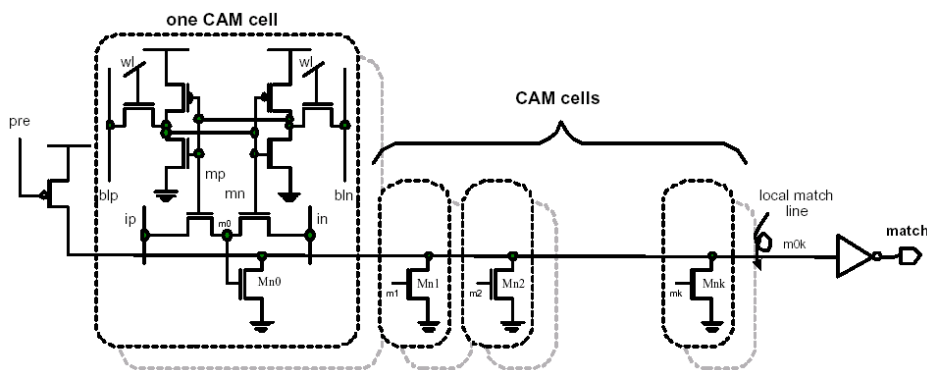 one CAM cell
wl
wl
CAM cells
pre
mp
mn
blp
bln
ip
in
m0
local match
line
m0k
match
Mn0
m1
Mn1
m2
Mn2
mk
Mnk